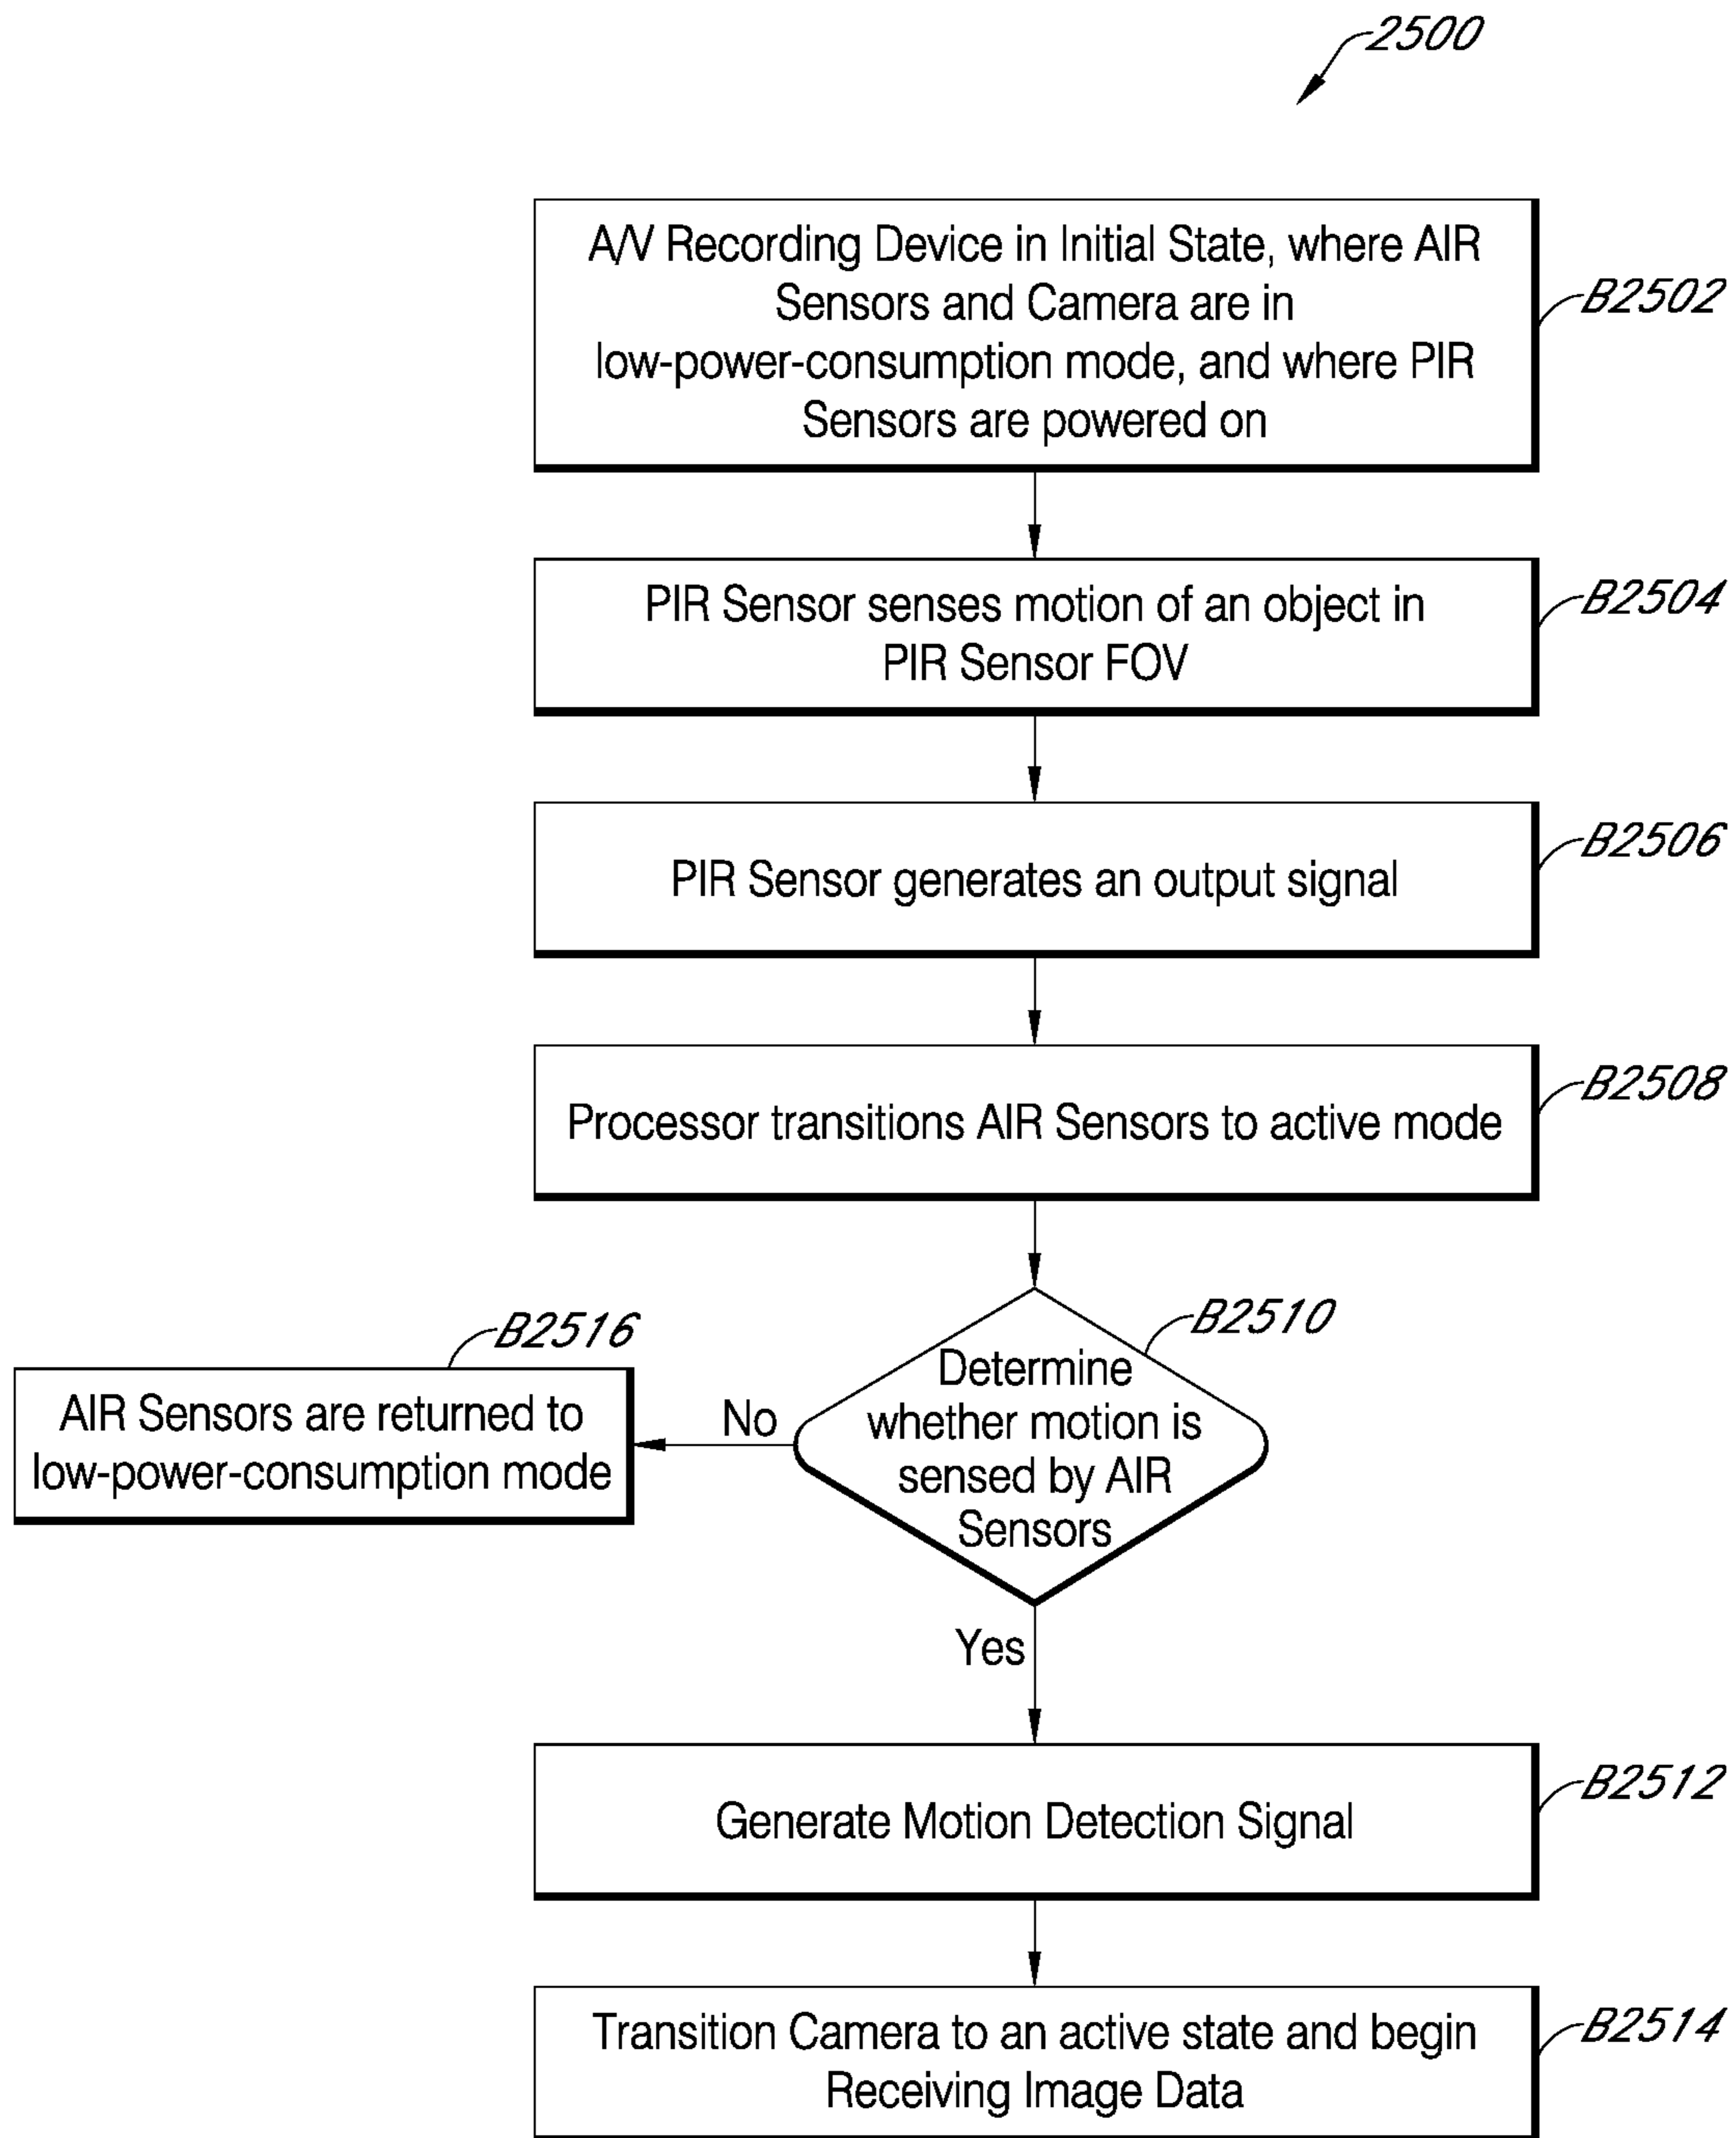 2500
A/V Recording Device in Initial State, where AIR
Sensors and Camera are in
low-power-consumption mode, and where PIR
Sensors are powered on
B2502
PIR Sensor senses motion of an object in
PIR Sensor FOV
B2504
PIR Sensor generates an output signal
B2506
Processor transitions AIR Sensors to active mode
B2508
Determine
whether motion is
sensed by AIR
Sensors
B2510
No
B2516
AIR Sensors are returned to
low-power-consumption mode
Yes
Generate Motion Detection Signal
B2512
Transition Camera to an active state and begin
Receiving Image Data
B2514